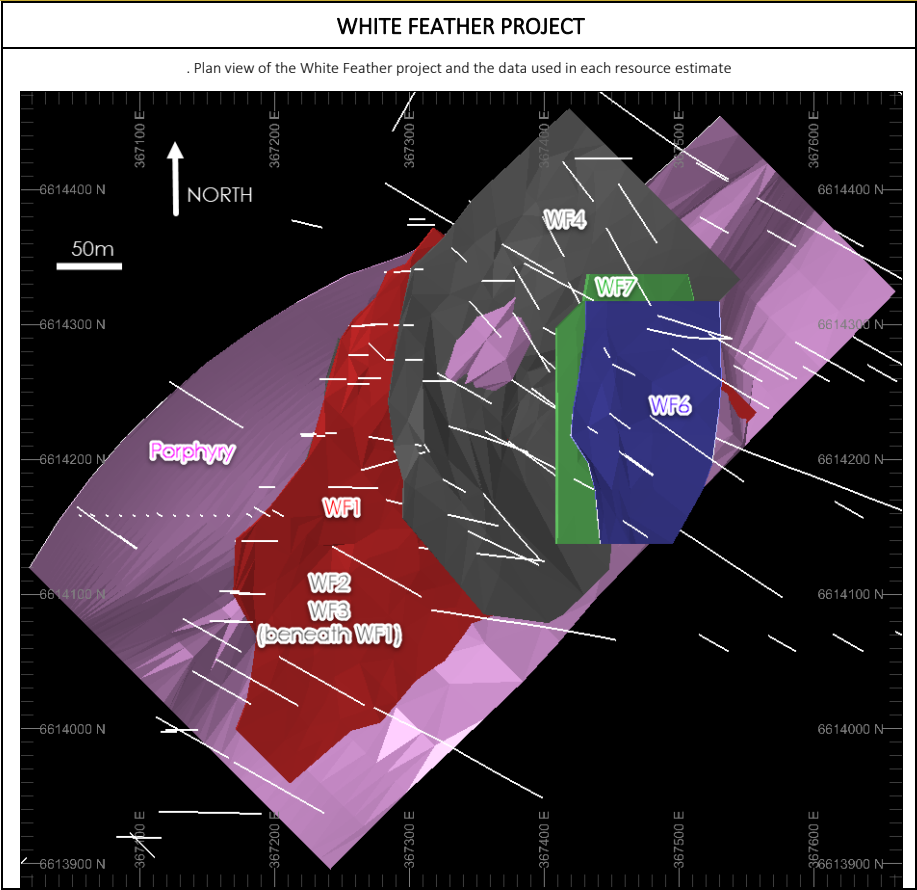 WHITE FEATHER PROJECT
. Plan view of the White Feather project and the data used in each resource estimate
367100 E
367200 E
367300 E
367400 E
367500 E
367600 E
6614400 N
6614400 N
NORTH
WF4
50m
WF7
6614300 N
6614300 N
WF6
Porphyry
6614200 N
6614200 N
WF1
WF2
6614100 N
6614100 N
WF3
(beneath WF1)
6614000 N
6614000 N
367100 E
367200 E
367300 E
367400 E
367500 E
367600 E
6613900 N
6613900 N